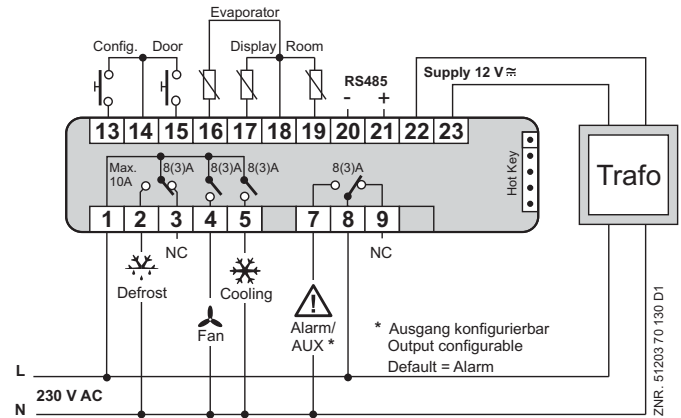 Evaporator
Config. Door Display Room
RS485
- +
Supply 12 V≂
13 14 15 16 17 18 19 20 21 22 23
Max.
10A
8(3)A 8(3)A 8(3)A 8(3)A
Hot Key
Trafo
1 2 3 4 5 7 8 9
NC NC
Defrost
Cooling
Fan
Alarm/
AUX *
* Ausgang konfigurierbar
Output configurable
Default = Alarm
L
230 V AC
N
ZNR. 51203 70 130 D1